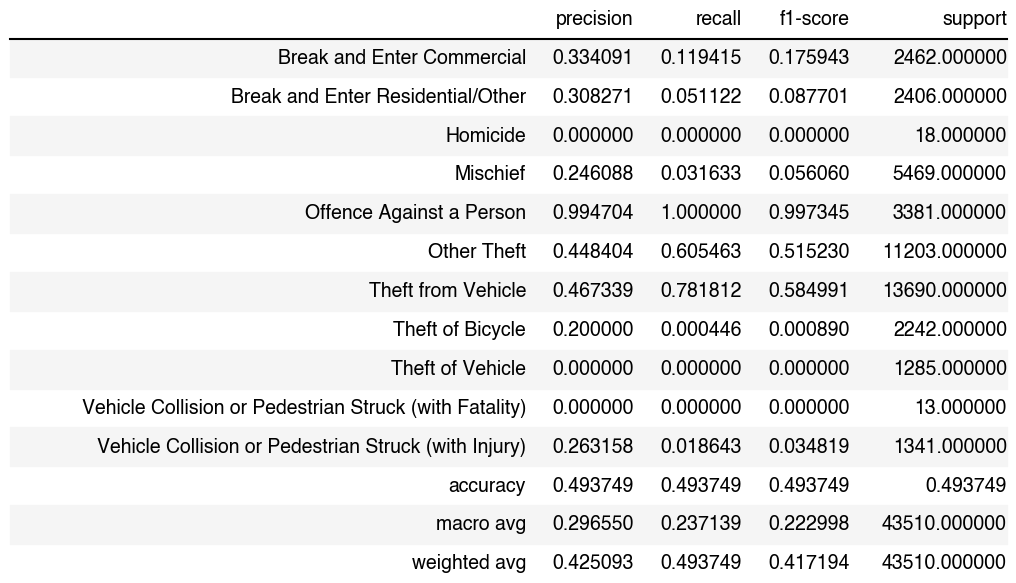 precision recall f1-score support
Break and Enter Commercial 0.334091 0.119415 0.175943 2462.000000
Break and Enter Residential/Other 0.308271 0.051122 0.087701 2406.000000
Homicide 0.000000 0.000000 0.000000 18.000000
Mischief 0.246088 0.031633 0.056060 5469.000000
Offence Against a Person 0.994704 1.000000 0.997345 3381.000000
Other Theft 0.448404 0.605463 0.515230 11203.000000
Theft from Vehicle 0.467339 0.781812 0.584991 13690.000000
Theft of Bicycle 0.200000 0.000446 0.000890 2242.000000
Theft of Vehicle 0.000000 0.000000 0.000000 1285.000000
Vehicle Collision or Pedestrian Struck (with Fatality) 0.000000 0.000000 0.000000 13.000000
Vehicle Collision or Pedestrian Struck (with Injury) 0.263158 0.018643 0.034819 1341.000000
accuracy 0.493749 0.493749 0.493749 0.493749
macro avg 0.296550 0.237139 0.222998 43510.000000
weighted avg 0.425093 0.493749 0.417194 43510.000000